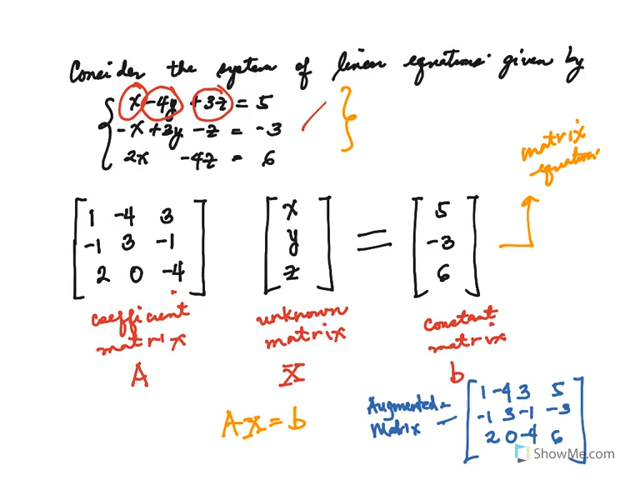 Consider the system of linear equations given by
x -4y +3z = 5
-x +3y -z = -3
2x -4z = 6
matrix
equation
1 -4 3
-1 3 -1
2 0 -4
x
y
z
=
5
-3
6
coefficient
matrix
A
unknown
matrix
X
constant
matrix
b
AX = b
Augmented
Matrix
1 -4 3 5
-1 3 -1 -3
2 0 -4 6
ShowMe.com